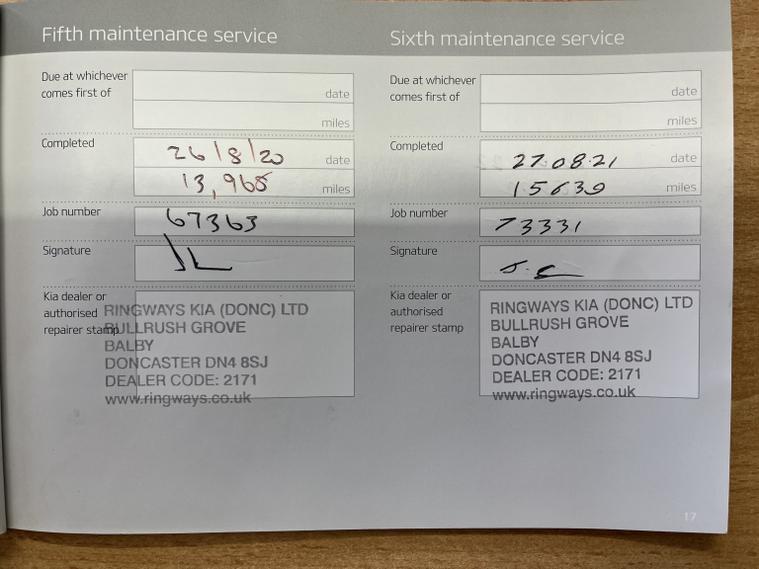 Fifth maintenance service
Due at whichever
comes first of
date
miles
Completed
26/8/20 date
13,968 miles
Job number
67363
Signature
Kia dealer or
authorised
repairer stamp
RINGWAYS KIA (DONC) LTD
BULLRUSH GROVE
BALBY
DONCASTER DN4 8SJ
DEALER CODE: 2171
www.ringways.co.uk
Sixth maintenance service
Due at whichever
comes first of
date
miles
Completed
27.08.21 date
15639 miles
Job number
73331
Signature
Kia dealer or
authorised
repairer stamp
RINGWAYS KIA (DONC) LTD
BULLRUSH GROVE
BALBY
DONCASTER DN4 8SJ
DEALER CODE: 2171
www.ringways.co.uk
17